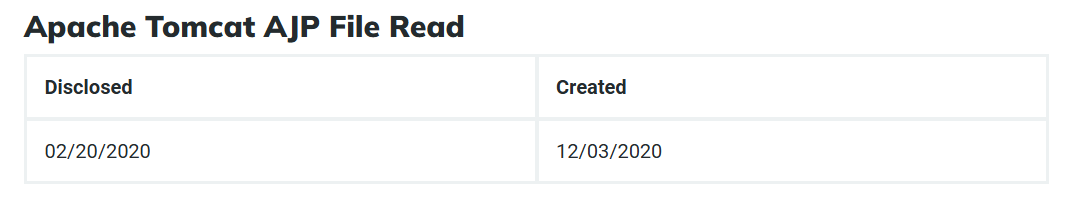 Apache Tomcat AJP File Read
Disclosed Created
02/20/2020 12/03/2020